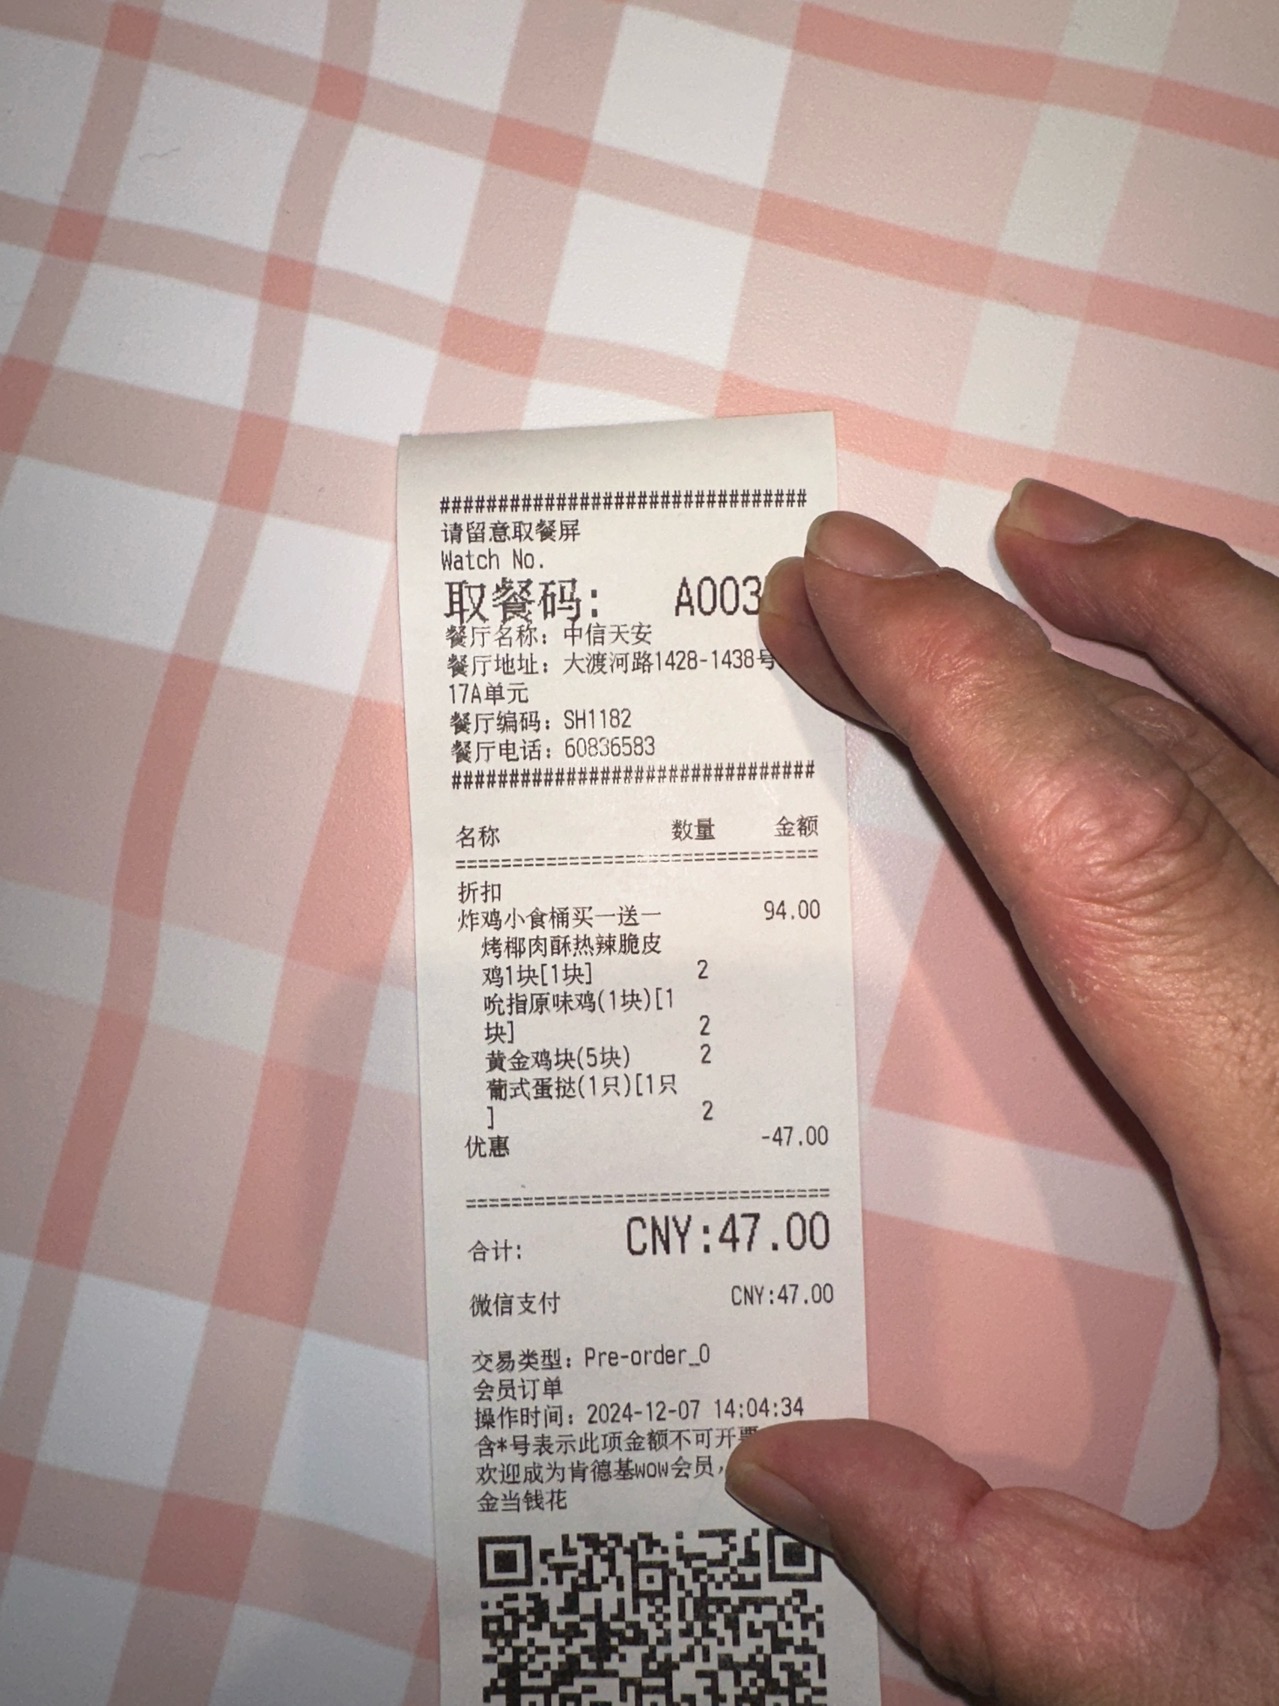 ################################
请留意取餐屏
Watch No.
取餐码: A003
餐厅名称: 中信天安
餐厅地址: 大渡河路1428-1438号
17A单元
餐厅编码: SH1182
餐厅电话: 60836583
################################
名称 数量 金额
================================
折扣
炸鸡小食桶买一送一 94.00
烤椰肉酥热辣脆皮
鸡1块[1块] 2
吮指原味鸡(1块)[1
块] 2
黄金鸡块(5块) 2
葡式蛋挞(1只)[1只
] 2
优惠 -47.00
================================
合计: CNY:47.00
微信支付 CNY:47.00
交易类型: Pre-order_0
会员订单
操作时间: 2024-12-07 14:04:34
含*号表示此项金额不可开票
欢迎成为肯德基WOW会员,
金当钱花